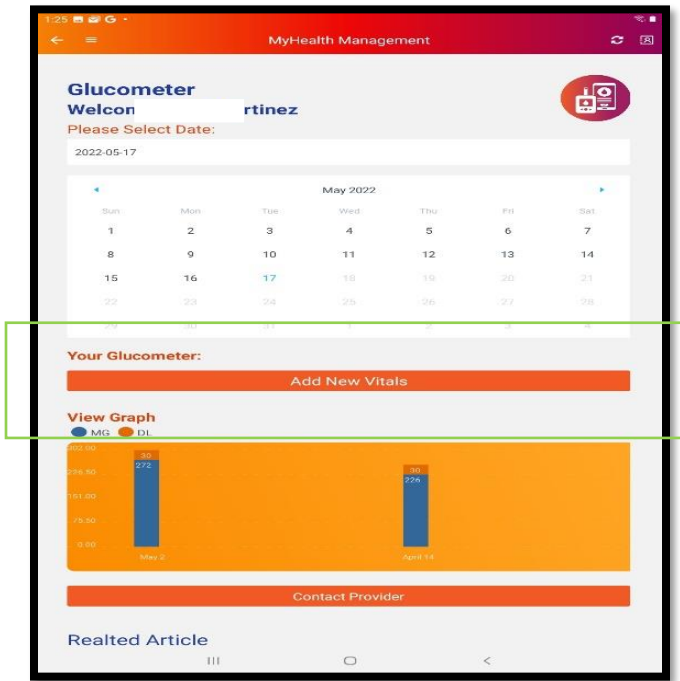 1:25
MyHealth Management
Glucometer
Welcon rtinez
Please Select Date:
2022-05-17
May 2022
Sun Mon Tue Wed Thu Fri Sat
1 2 3 4 5 6 7
8 9 10 11 12 13 14
15 16 17 18 19 20 21
22 23 24 25 26 27 28
29 30 31 1 2 3 4
Your Glucometer:
Add New Vitals
View Graph
MG DL
302.00
30
272
30
226
226.50
151.00
75.50
0.00
May 2 April 14
Contact Provider
Realted Article